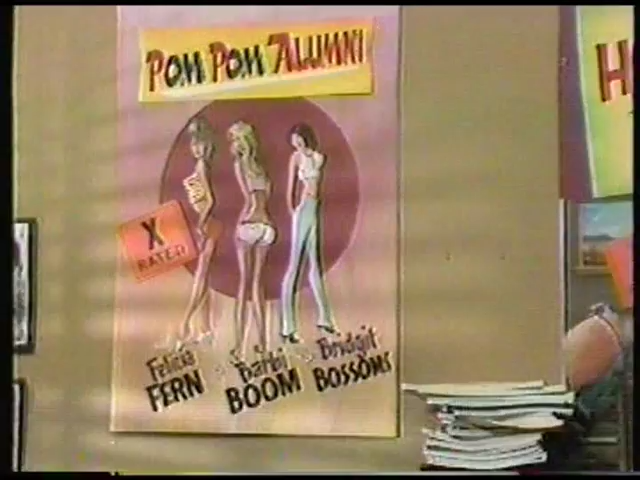 POM POM ALUMNI
X
RATED
Felicia
FERN
Barbi
BOOM
Bridgit
BOSSOMS
H